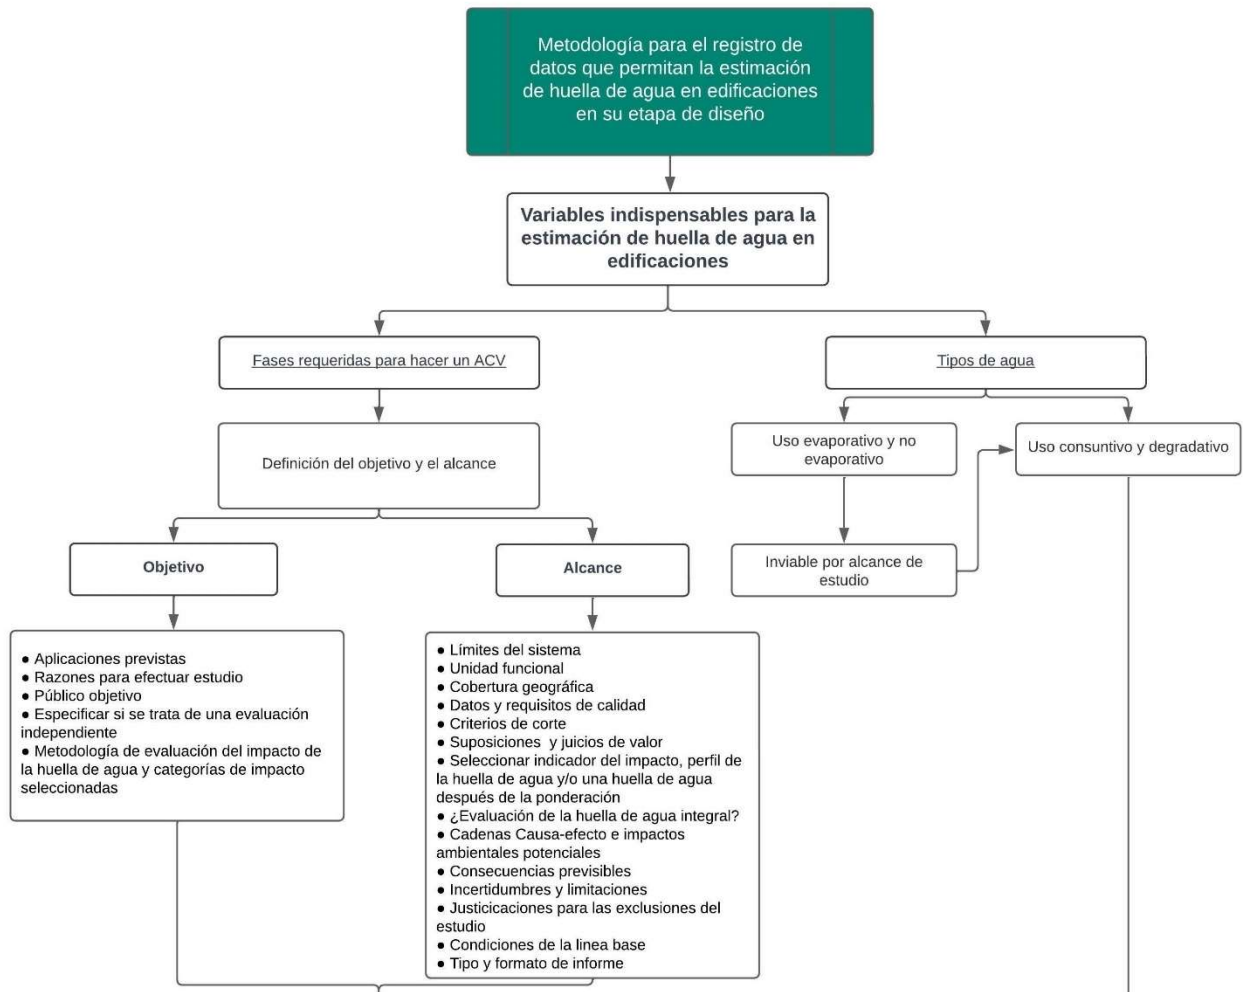 Metodología para el registro de
datos que permitan la estimación
de huella de agua en edificaciones
en su etapa de diseño
Variables indispensables para la
estimación de huella de agua en
edificaciones
Fases requeridas para hacer un ACV
Tipos de agua
Definición del objetivo y el alcance
Uso evaporativo y no
evaporativo
Uso consuntivo y degradativo
Inviable por alcance de
estudio
Objetivo
Alcance
● Aplicaciones previstas
● Razones para efectuar estudio
● Público objetivo
● Especificar si se trata de una evaluación
independiente
● Metodología de evaluación del impacto de
la huella de agua y categorías de impacto
seleccionadas
● Límites del sistema
● Unidad funcional
● Cobertura geográfica
● Datos y requisitos de calidad
● Criterios de corte
● Suposiciones y juicios de valor
● Seleccionar indicador del impacto, perfil de
la huella de agua y/o una huella de agua
después de la ponderación
● ¿Evaluación de la huella de agua integral?
● Cadenas Causa-efecto e impactos
ambientales potenciales
● Consecuencias previsibles
● Incertidumbres y limitaciones
● Justicicaciones para las exclusiones del
estudio
● Condiciones de la linea base
● Tipo y formato de informe